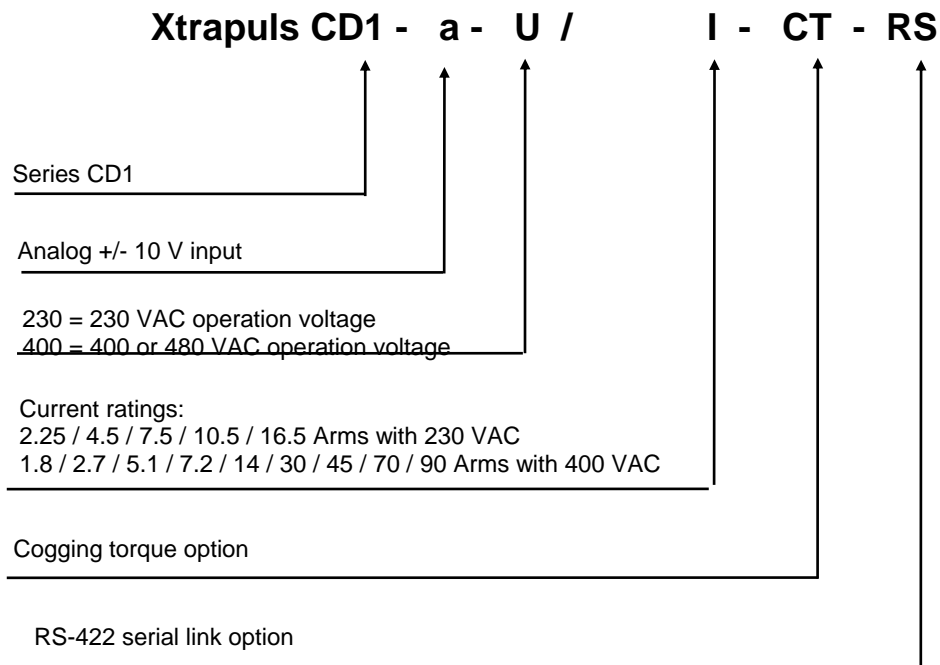 Xtrapuls CD1 - a - U / I - CT - RS
Series CD1
Analog +/- 10 V input
230 = 230 VAC operation voltage
400 = 400 or 480 VAC operation voltage
Current ratings:
2.25 / 4.5 / 7.5 / 10.5 / 16.5 Arms with 230 VAC
1.8 / 2.7 / 5.1 / 7.2 / 14 / 30 / 45 / 70 / 90 Arms with 400 VAC
Cogging torque option
RS-422 serial link option